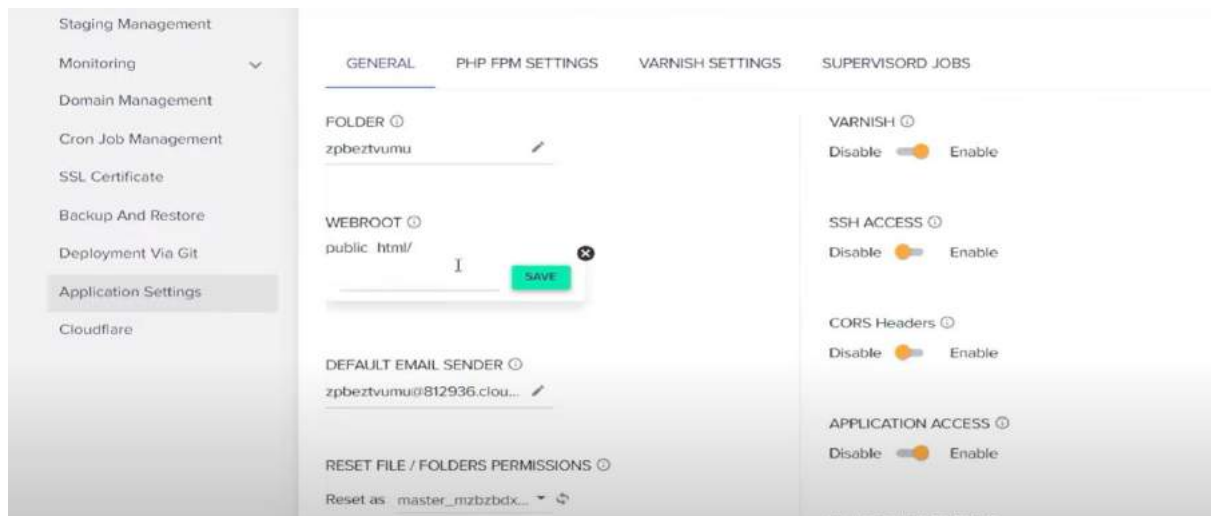 Staging Management
Monitoring
Domain Management
Cron Job Management
SSL Certificate
Backup And Restore
Deployment Via Git
Application Settings
Cloudflare
GENERAL PHP FPM SETTINGS VARNISH SETTINGS SUPERVISORD JOBS
FOLDER
zpbeztvumu
WEBROOT
public_html/
SAVE
DEFAULT EMAIL SENDER
zpbeztvumu@812936.clou...
RESET FILE / FOLDERS PERMISSIONS
Reset as master_mzbzbdx...
VARNISH
Disable Enable
SSH ACCESS
Disable Enable
CORS Headers
Disable Enable
APPLICATION ACCESS
Disable Enable